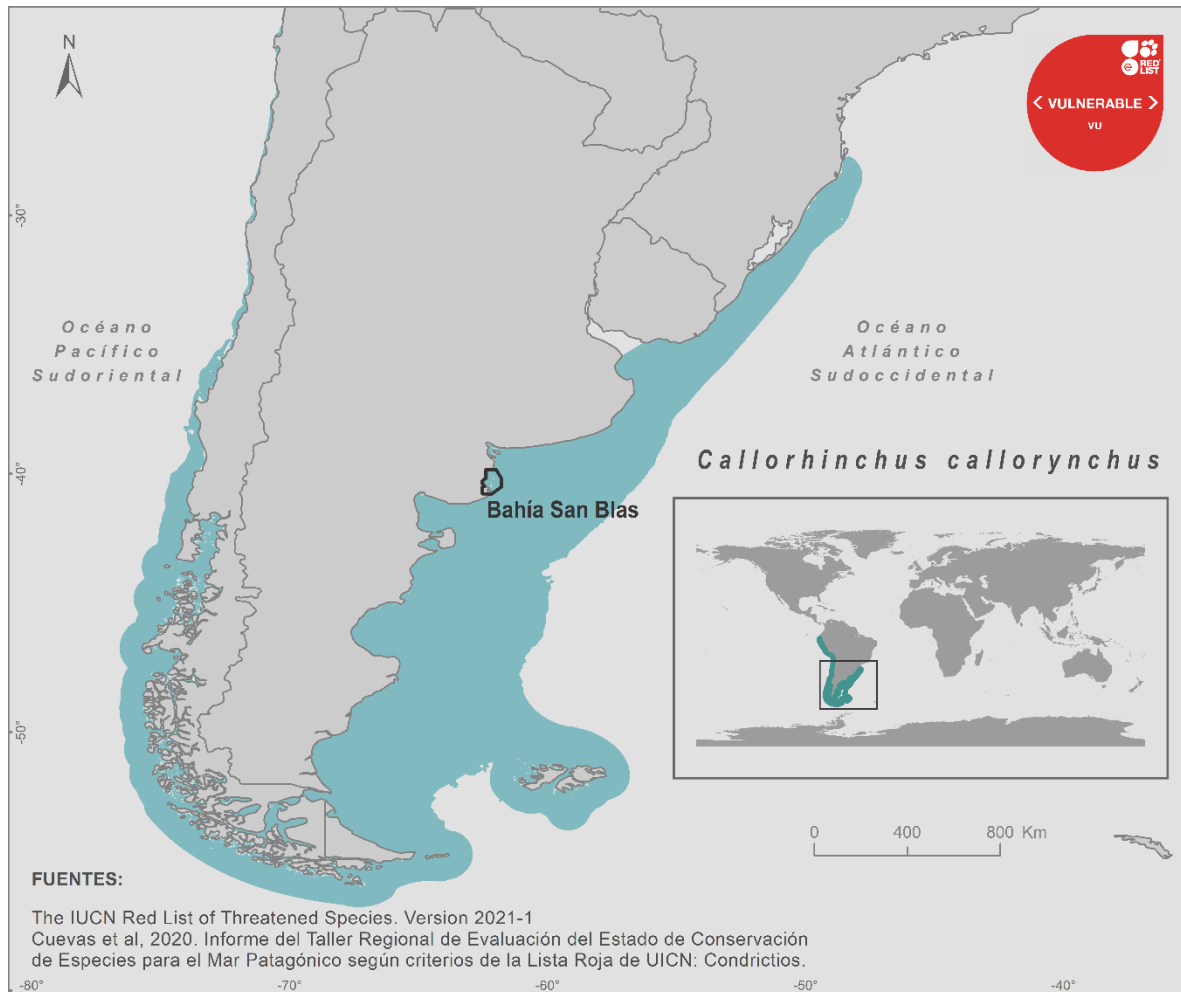 N
RED
LIST
< VULNERABLE >
VU
-30°
Océano
Pacífico
Sudoriental
Océano
Atlántico
Sudoccidental
-40°
Callorhinchus callorynchus
Bahía San Blas
-50°
0 400 800 Km
FUENTES:
The IUCN Red List of Threatened Species. Version 2021-1
Cuevas et al, 2020. Informe del Taller Regional de Evaluación del Estado de Conservación
de Especies para el Mar Patagónico según criterios de la Lista Roja de UICN: Condrictios.
-80° -70° -60° -50° -40°